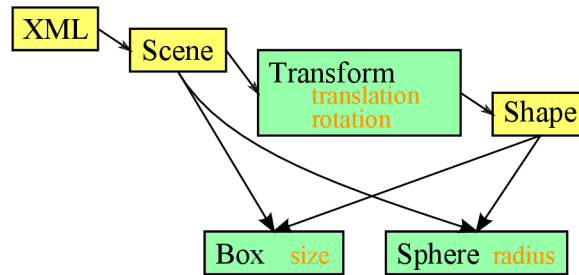 XML
Scene
Transform
translation
rotation
Shape
Box size
Sphere radius